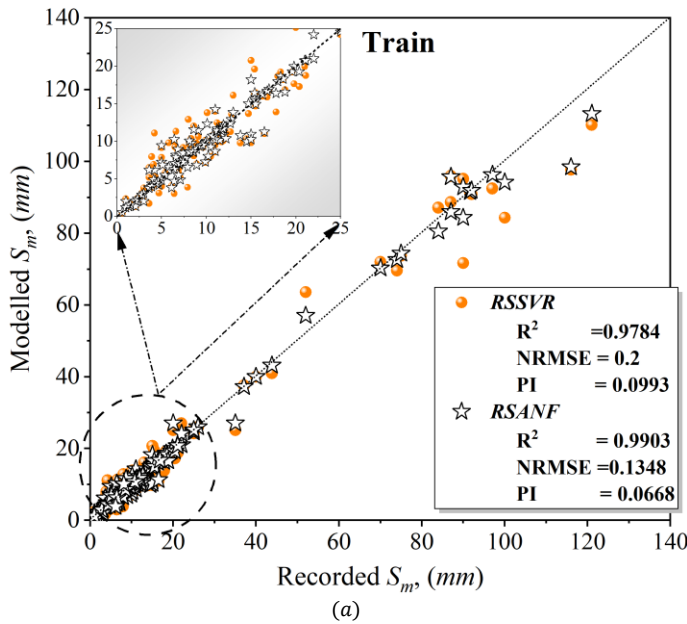 Train
25
20
15
10
5
0
0 5 10 15 20 25
140
120
100
80
60
40
20
0
Modelled Sₘ, (mm)
RSSVR
R² =0.9784
NRMSE = 0.2
PI = 0.0993
RSANF
R² = 0.9903
NRMSE =0.1348
PI = 0.0668
0 20 40 60 80 100 120 140
Recorded Sₘ, (mm)
(a)